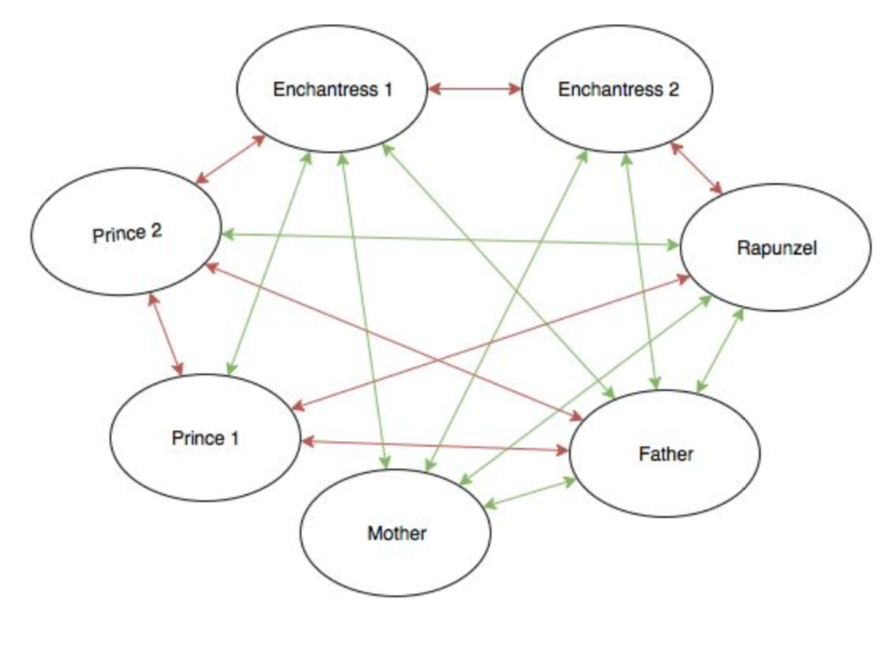 Enchantress 1
Enchantress 2
Prince 2
Rapunzel
Prince 1
Father
Mother